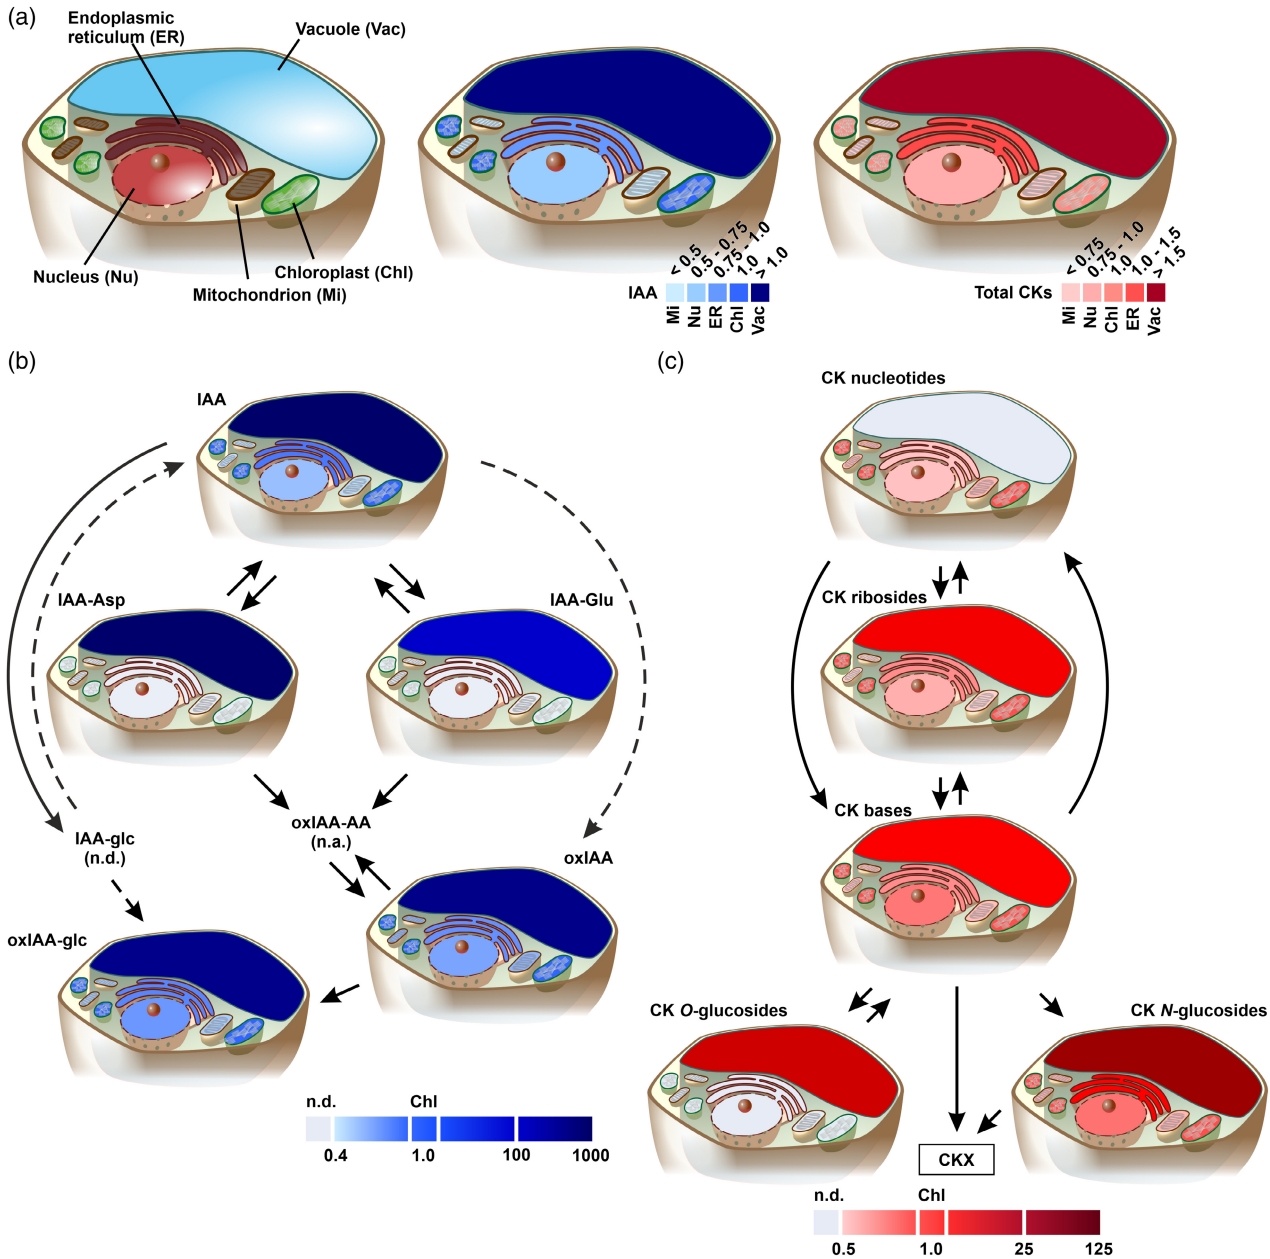 (a)
Endoplasmic
reticulum (ER)
Vacuole (Vac)
Nucleus (Nu)
Mitochondrion (Mi)
Chloroplast (Chl)
< 0.5
0.5 - 0.75
0.75 - 1.0
1.0
> 1.0
IAA
Mi
Nu
ER
Chl
Vac
< 0.75
0.75 - 1.0
1.0
1.0 - 1.5
> 1.5
Total CKs
Mi
Nu
Chl
ER
Vac
(b)
IAA
IAA-Asp
IAA-Glu
IAA-glc
(n.d.)
oxIAA-AA
(n.a.)
oxIAA
oxIAA-glc
n.d.
Chl
0.4
1.0
100
1000
(c)
CK nucleotides
CK ribosides
CK bases
CK O-glucosides
CK N-glucosides
CKX
n.d.
Chl
0.5
1.0
25
125